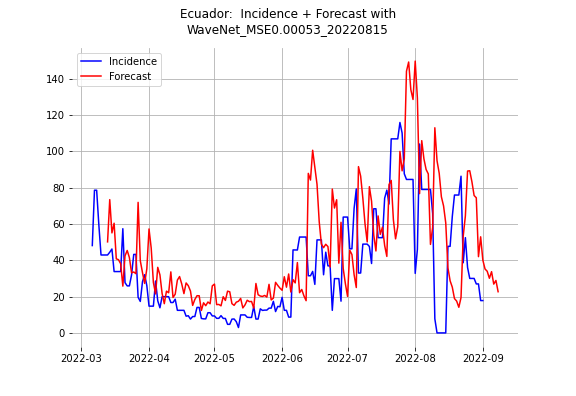 Ecuador:  Incidence + Forecast with
WaveNet_MSE0.00053_20220815
Incidence
Forecast
140
120
100
80
60
40
20
0
2022-03 2022-04 2022-05 2022-06 2022-07 2022-08 2022-09